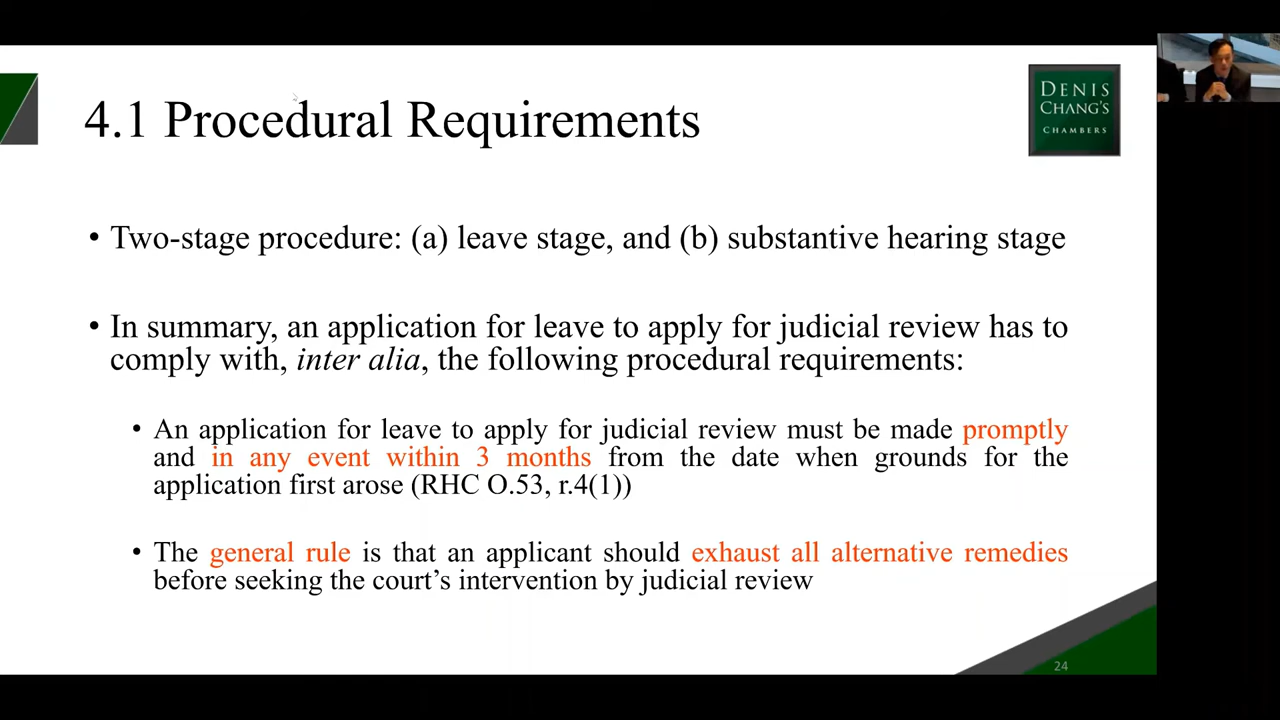 4.1 Procedural Requirements
DENIS
CHANG'S
CHAMBERS
• Two-stage procedure: (a) leave stage, and (b) substantive hearing stage
• In summary, an application for leave to apply for judicial review has to
comply with, inter alia, the following procedural requirements:
• An application for leave to apply for judicial review must be made promptly
and in any event within 3 months from the date when grounds for the
application first arose (RHC O.53, r.4(1))
• The general rule is that an applicant should exhaust all alternative remedies
before seeking the court’s intervention by judicial review
24